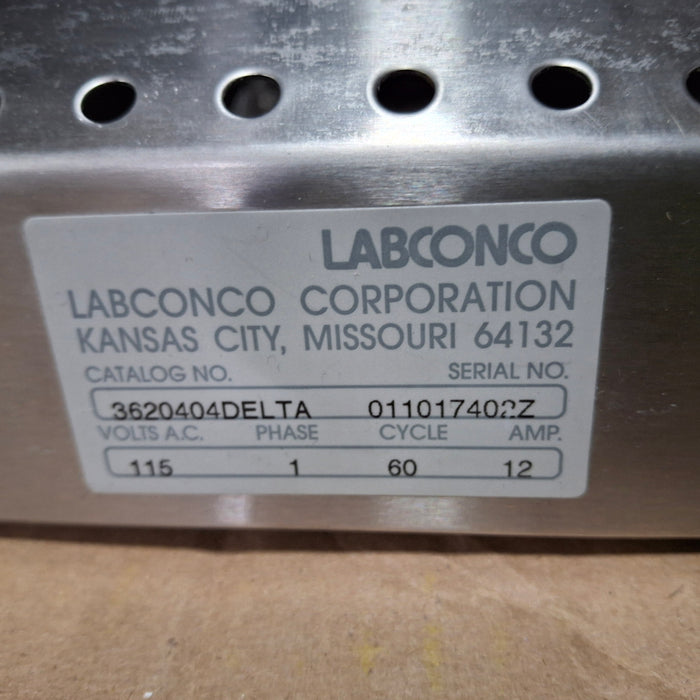 LABCONCO
LABCONCO CORPORATION
KANSAS CITY, MISSOURI 64132
CATALOG NO. SERIAL NO.
3620404DELTA
VOLTS A.C. PHASE CYCLE AMP.
115 1 60 12